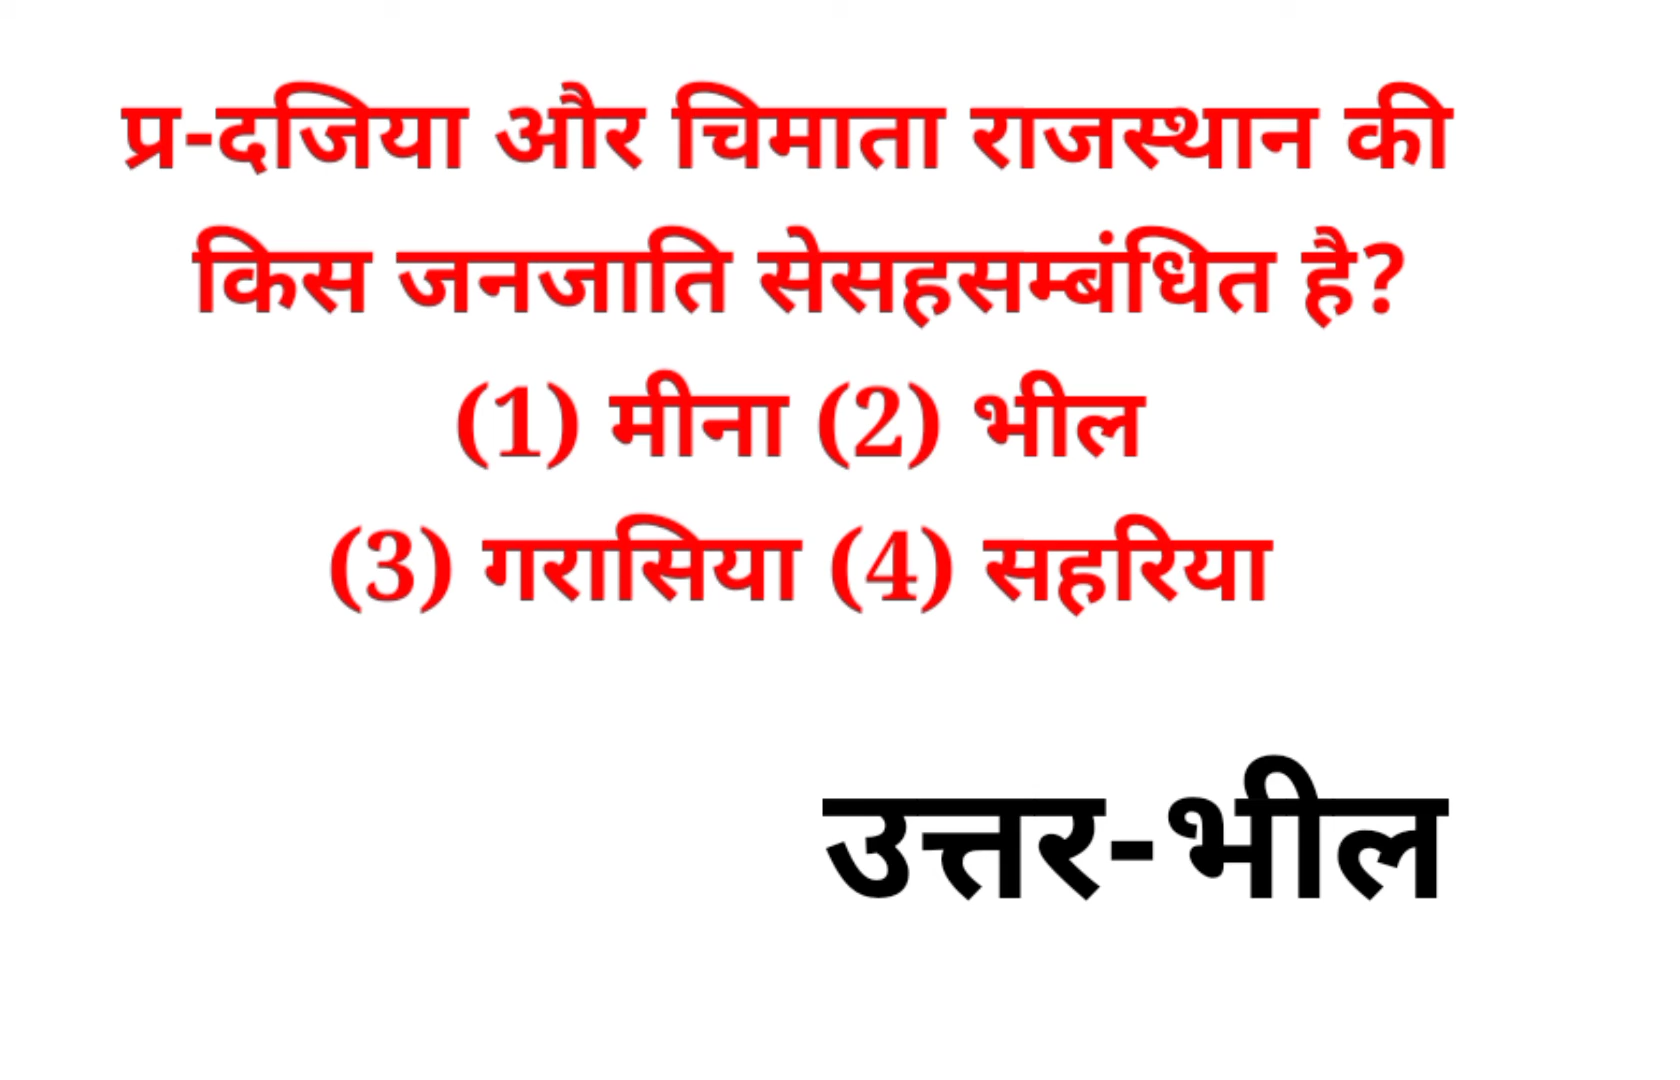 प्र-दजिया और चिमाता राजस्थान की
किस जनजाति सेसहसम्बंधित है?
(1) मीना (2) भील
(3) गरासिया (4) सहरिया
उत्तर-भील